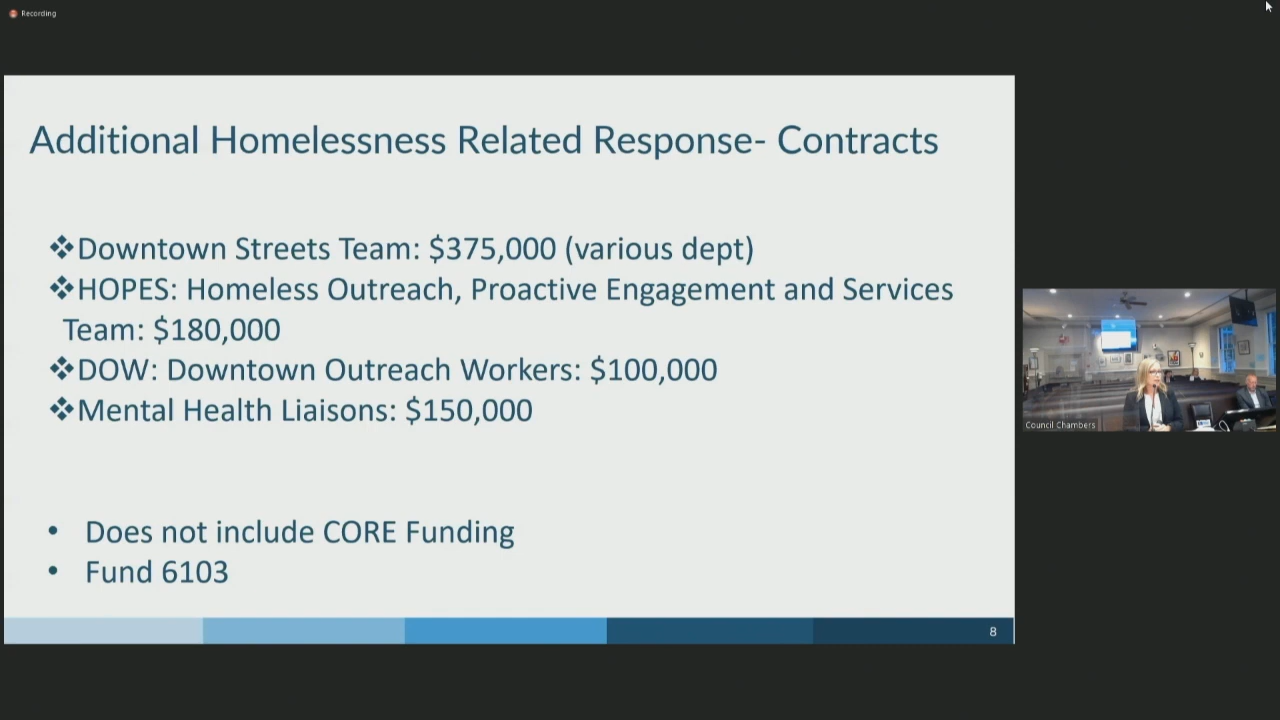 Recording
Additional Homelessness Related Response- Contracts
❖Downtown Streets Team: $375,000 (various dept)
❖HOPES: Homeless Outreach, Proactive Engagement and Services
Team: $180,000
❖DOW: Downtown Outreach Workers: $100,000
❖Mental Health Liaisons: $150,000
• Does not include CORE Funding
• Fund 6103
8
Council Chambers